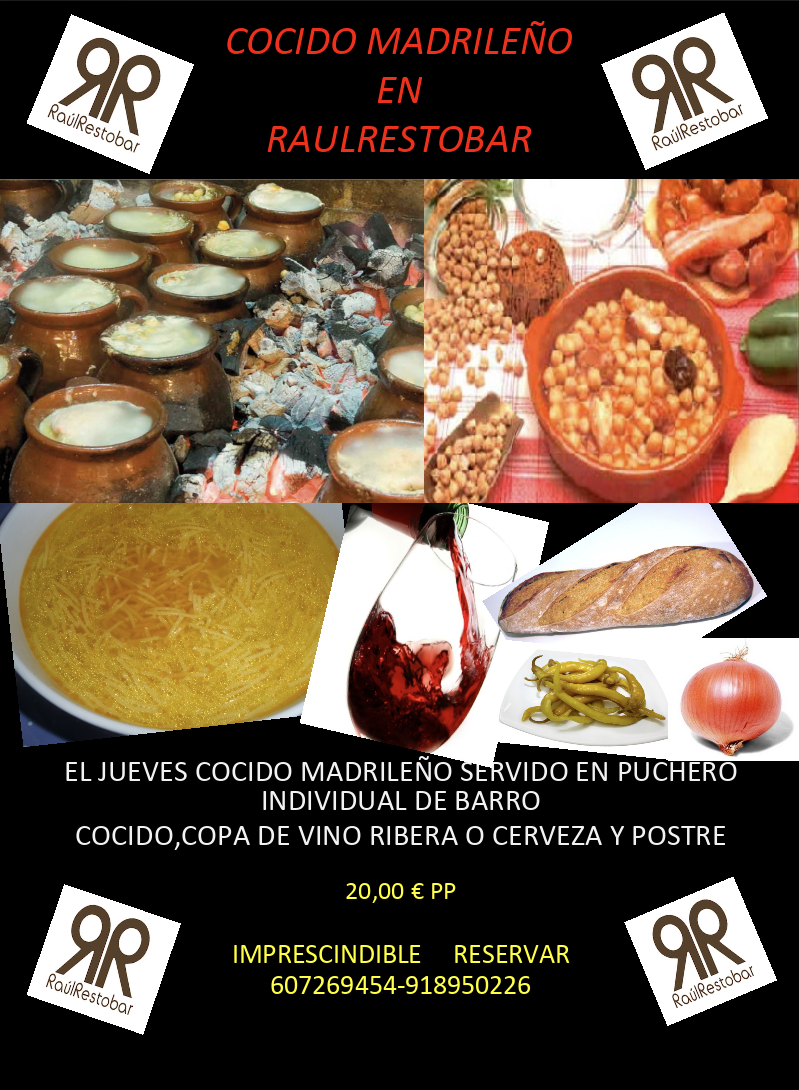 RaúlRestobar
COCIDO MADRILEÑO
EN
RAULRESTOBAR
RaúlRestobar
EL JUEVES COCIDO MADRILEÑO SERVIDO EN PUCHERO
INDIVIDUAL DE BARRO
COCIDO,COPA DE VINO RIBERA O CERVEZA Y POSTRE
20,00 € PP
IMPRESCINDIBLE RESERVAR
607269454-918950226
RaúlRestobar
RaúlRestobar